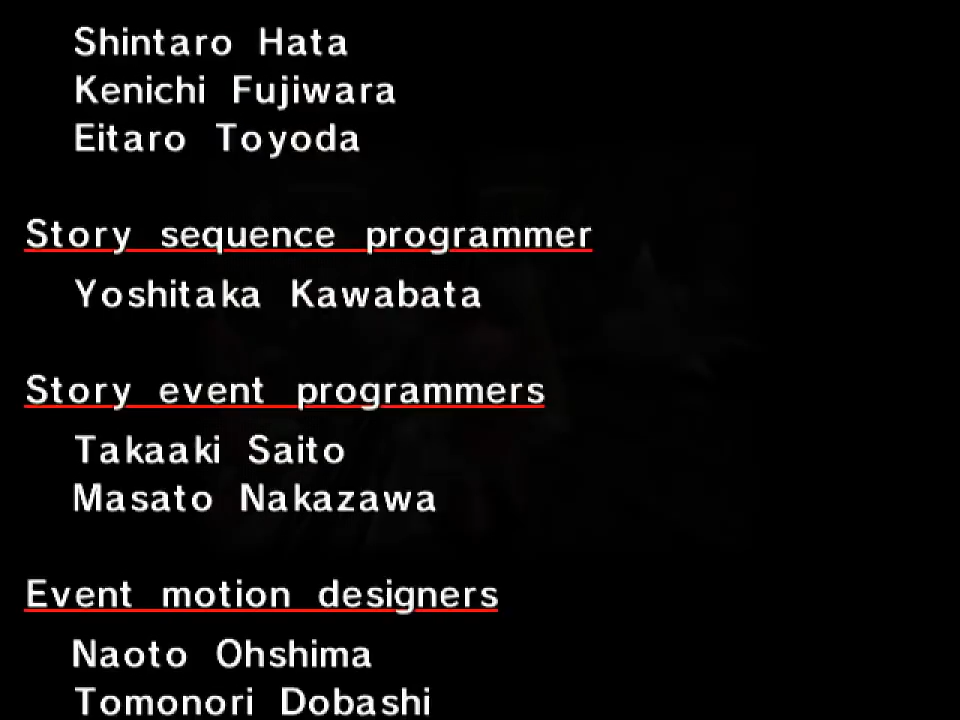 Shintaro Hata
Kenichi Fujiwara
Eitaro Toyoda
Story sequence programmer
Yoshitaka Kawabata
Story event programmers
Takaaki Saito
Masato Nakazawa
Event motion designers
Naoto Ohshima
Tomonori Dobashi